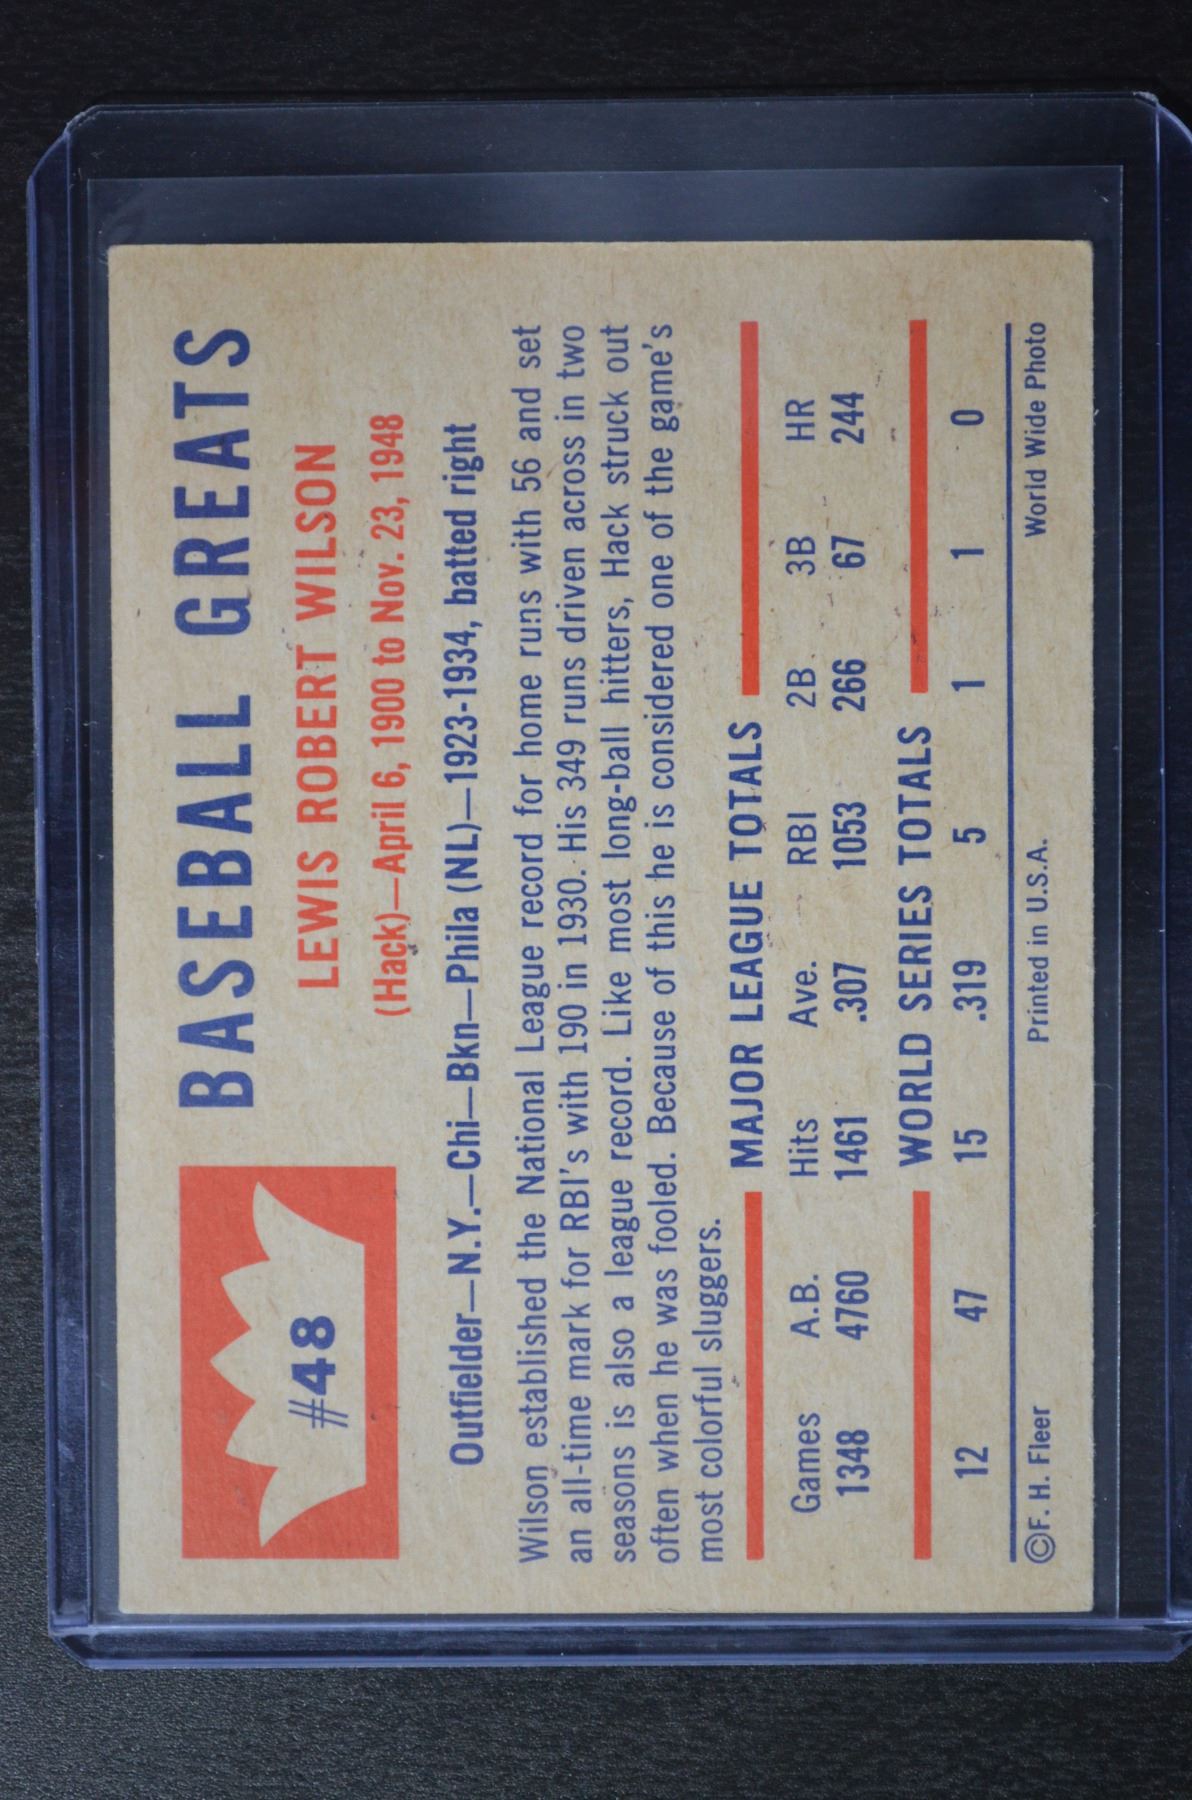 #48
BASEBALL GREATS
LEWIS ROBERT WILSON
(Hack)—April 6, 1900 to Nov. 23, 1948
Outfielder—N.Y.—Chi—Bkn—Phila (NL)—1923-1934, batted right
Wilson established the National League record for home runs with 56 and set
an all-time mark for RBI's with 190 in 1930. His 349 runs driven across in two
seasons is also a league record. Like most long-ball hitters, Hack struck out
often when he was fooled. Because of this he is considered one of the game's
most colorful sluggers.
MAJOR LEAGUE TOTALS
Games A.B. Hits Ave. RBI 2B 3B HR
1348 4760 1461 .307 1053 266 67 244
WORLD SERIES TOTALS
12 47 15 .319 5 1 1 0
©F. H. Fleer Printed in U.S.A. World Wide Photo